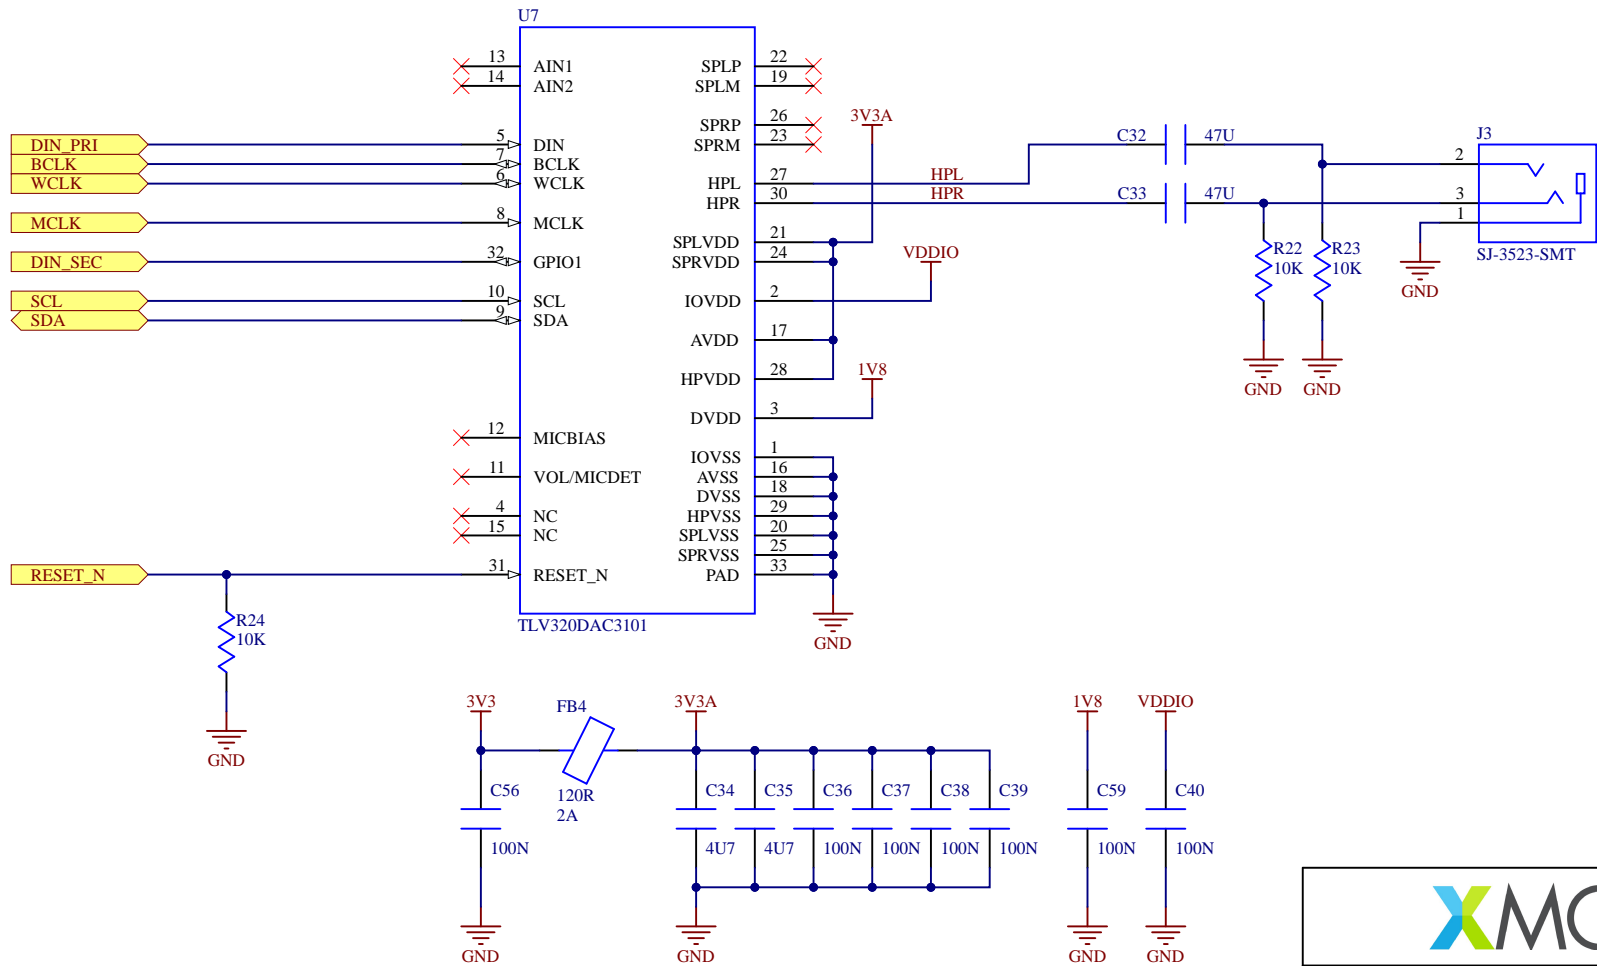 U7
13 AIN1
14 AIN2
DIN_PRI 5 DIN
BCLK 7 BCLK
WCLK 6 WCLK
MCLK 8 MCLK
DIN_SEC 32 GPIO1
SCL 10 SCL
SDA 9 SDA
12 MICBIAS
11 VOL/MICDET
4 NC
15 NC
RESET_N 31 RESET_N
R24
10K
GND
SPLP 22
SPLM 19
SPRP 26
SPRM 23
HPL 27 HPL
HPR 30 HPR
SPLVDD 21
SPRVDD 24
IOVDD 2
AVDD 17
HPVDD 28
DVDD 3
IOVSS 1
AVSS 16
DVSS 18
HPVSS 29
SPLVSS 20
SPRVSS 25
PAD 33
TLV320DAC3101
GND
3V3A
VDDIO
1V8
C32 47U
C33 47U
R22
10K
R23
10K
GND
GND
J3
2
3
1
SJ-3523-SMT
GND
3V3
FB4
120R
2A
3V3A
1V8
VDDIO
C56
100N
C34
4U7
C35
4U7
C36
100N
C37
100N
C38
100N
C39
100N
C59
100N
C40
100N
GND
GND
GND
GND
XMO